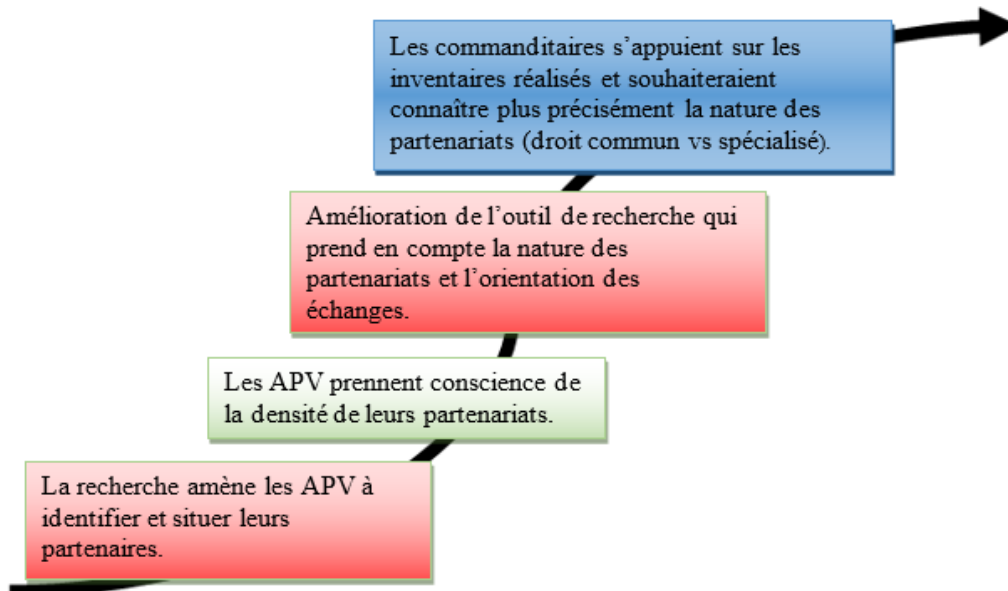 Les commanditaires s’appuient sur les
inventaires réalisés et souhaiteraient
connaître plus précisément la nature des
partenariats (droit commun vs spécialisé).
Amélioration de l’outil de recherche qui
prend en compte la nature des
partenariats et l’orientation des
échanges.
Les APV prennent conscience de
la densité de leurs partenariats.
La recherche amène les APV à
identifier et situer leurs
partenaires.